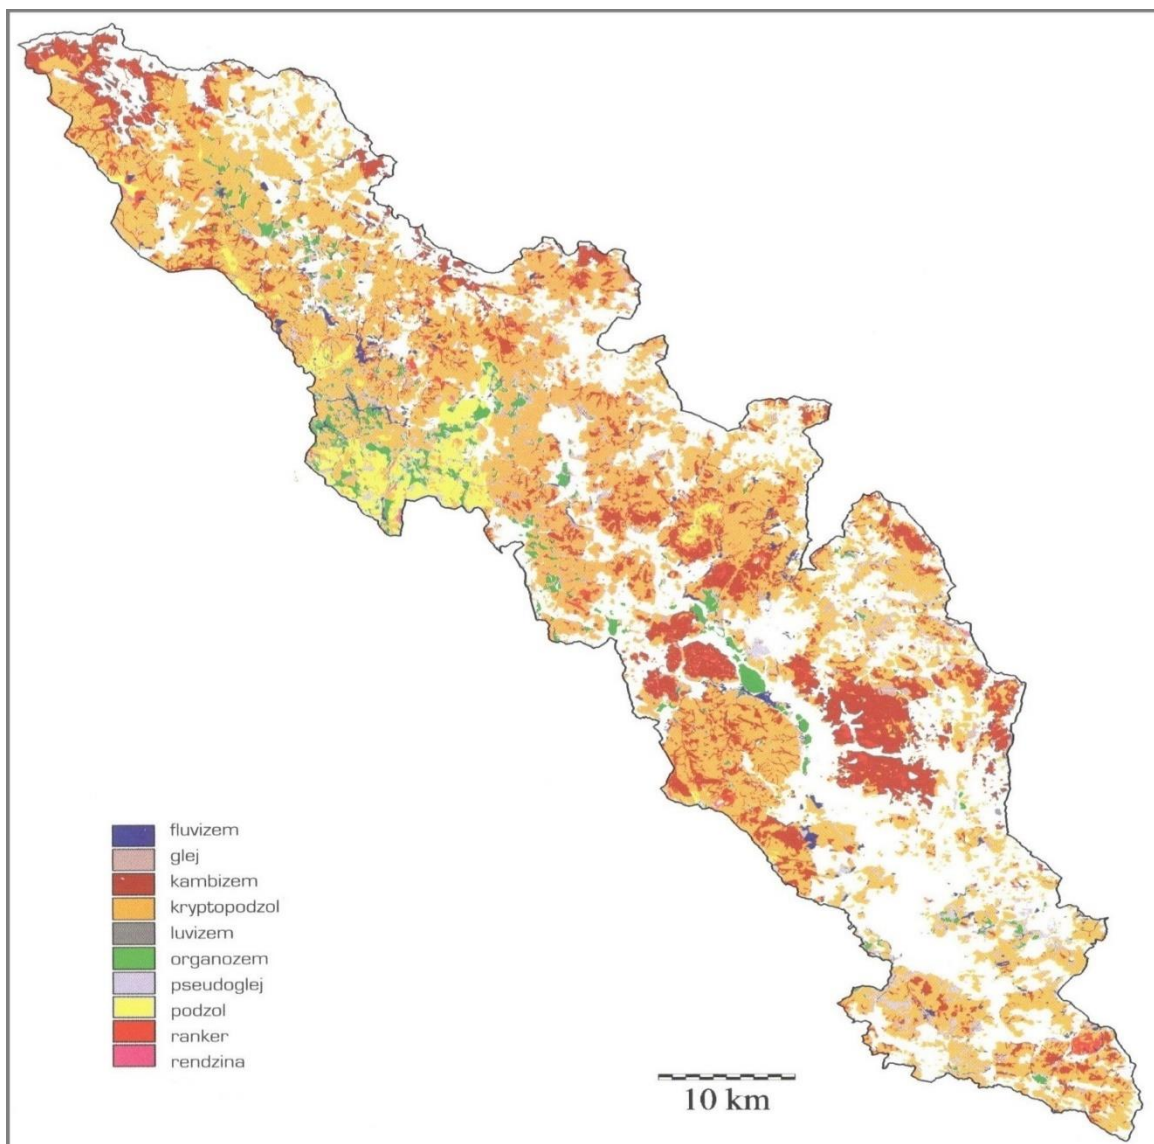 fluvizem
glej
kambizem
kryptopodzol
luvizem
organozem
pseudoglej
podzol
ranker
rendzina
10 km